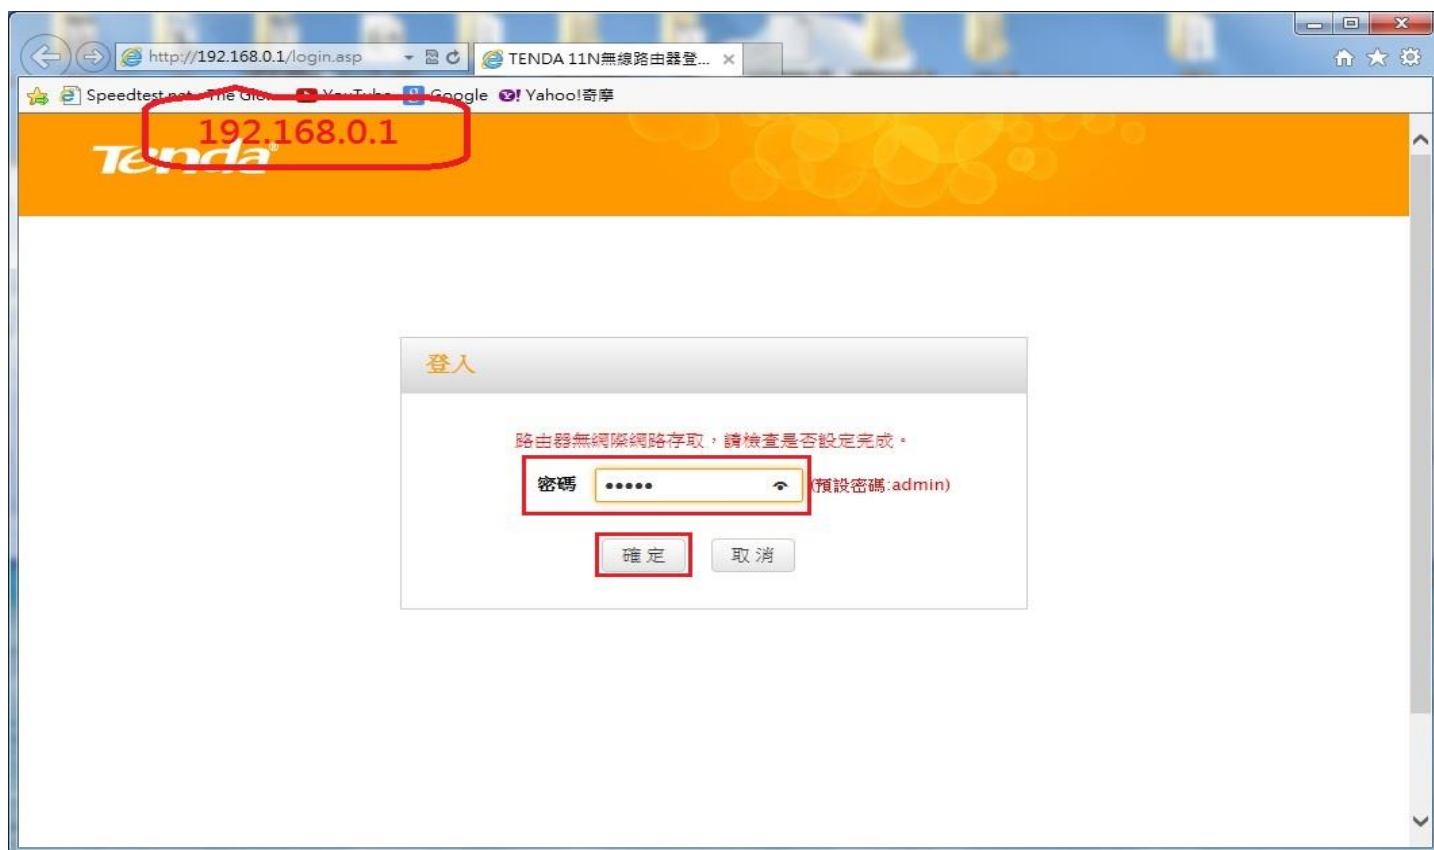 http://192.168.0.1/login.asp
TENDA 11N無線路由器登...
Speedtest.net - The Glo... YouTube Google Yahoo!奇摩
192.168.0.1
Tenda®
登入
路由器無網際網路存取，請檢查是否設定完成。
密碼 ••••• (預設密碼:admin)
確定 取消